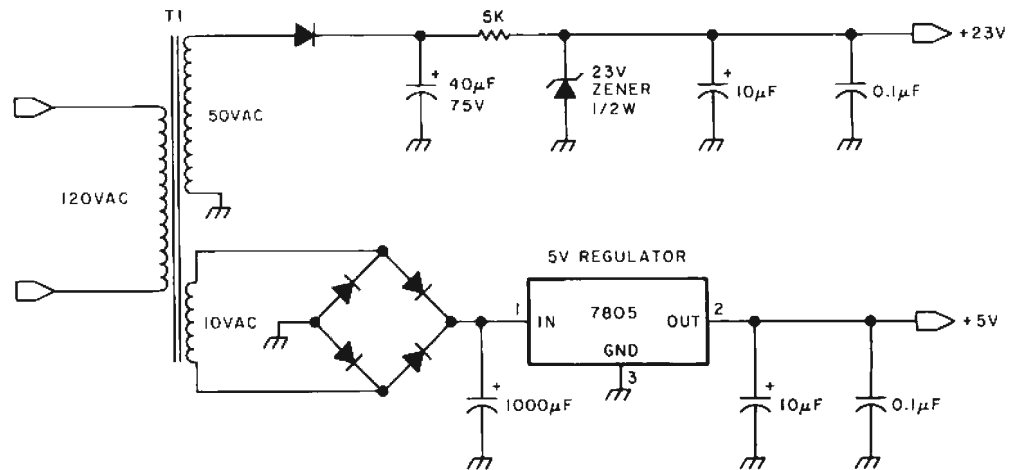 T1
5K
+23V
40µF
75V
23V
ZENER
1/2W
10µF
0.1µF
50VAC
120VAC
10VAC
5V REGULATOR
1
IN
7805
OUT
2
GND
3
+5V
+
1000µF
+
10µF
0.1µF
+
+